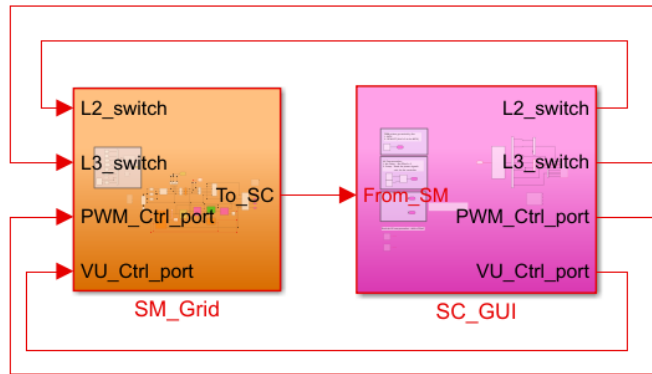 L2_switch
L3_switch
PWM_Ctrl_port
VU_Ctrl_port
To_SC
SM_Grid
From_SM
L2_switch
L3_switch
PWM_Ctrl_port
VU_Ctrl_port
SC_GUI